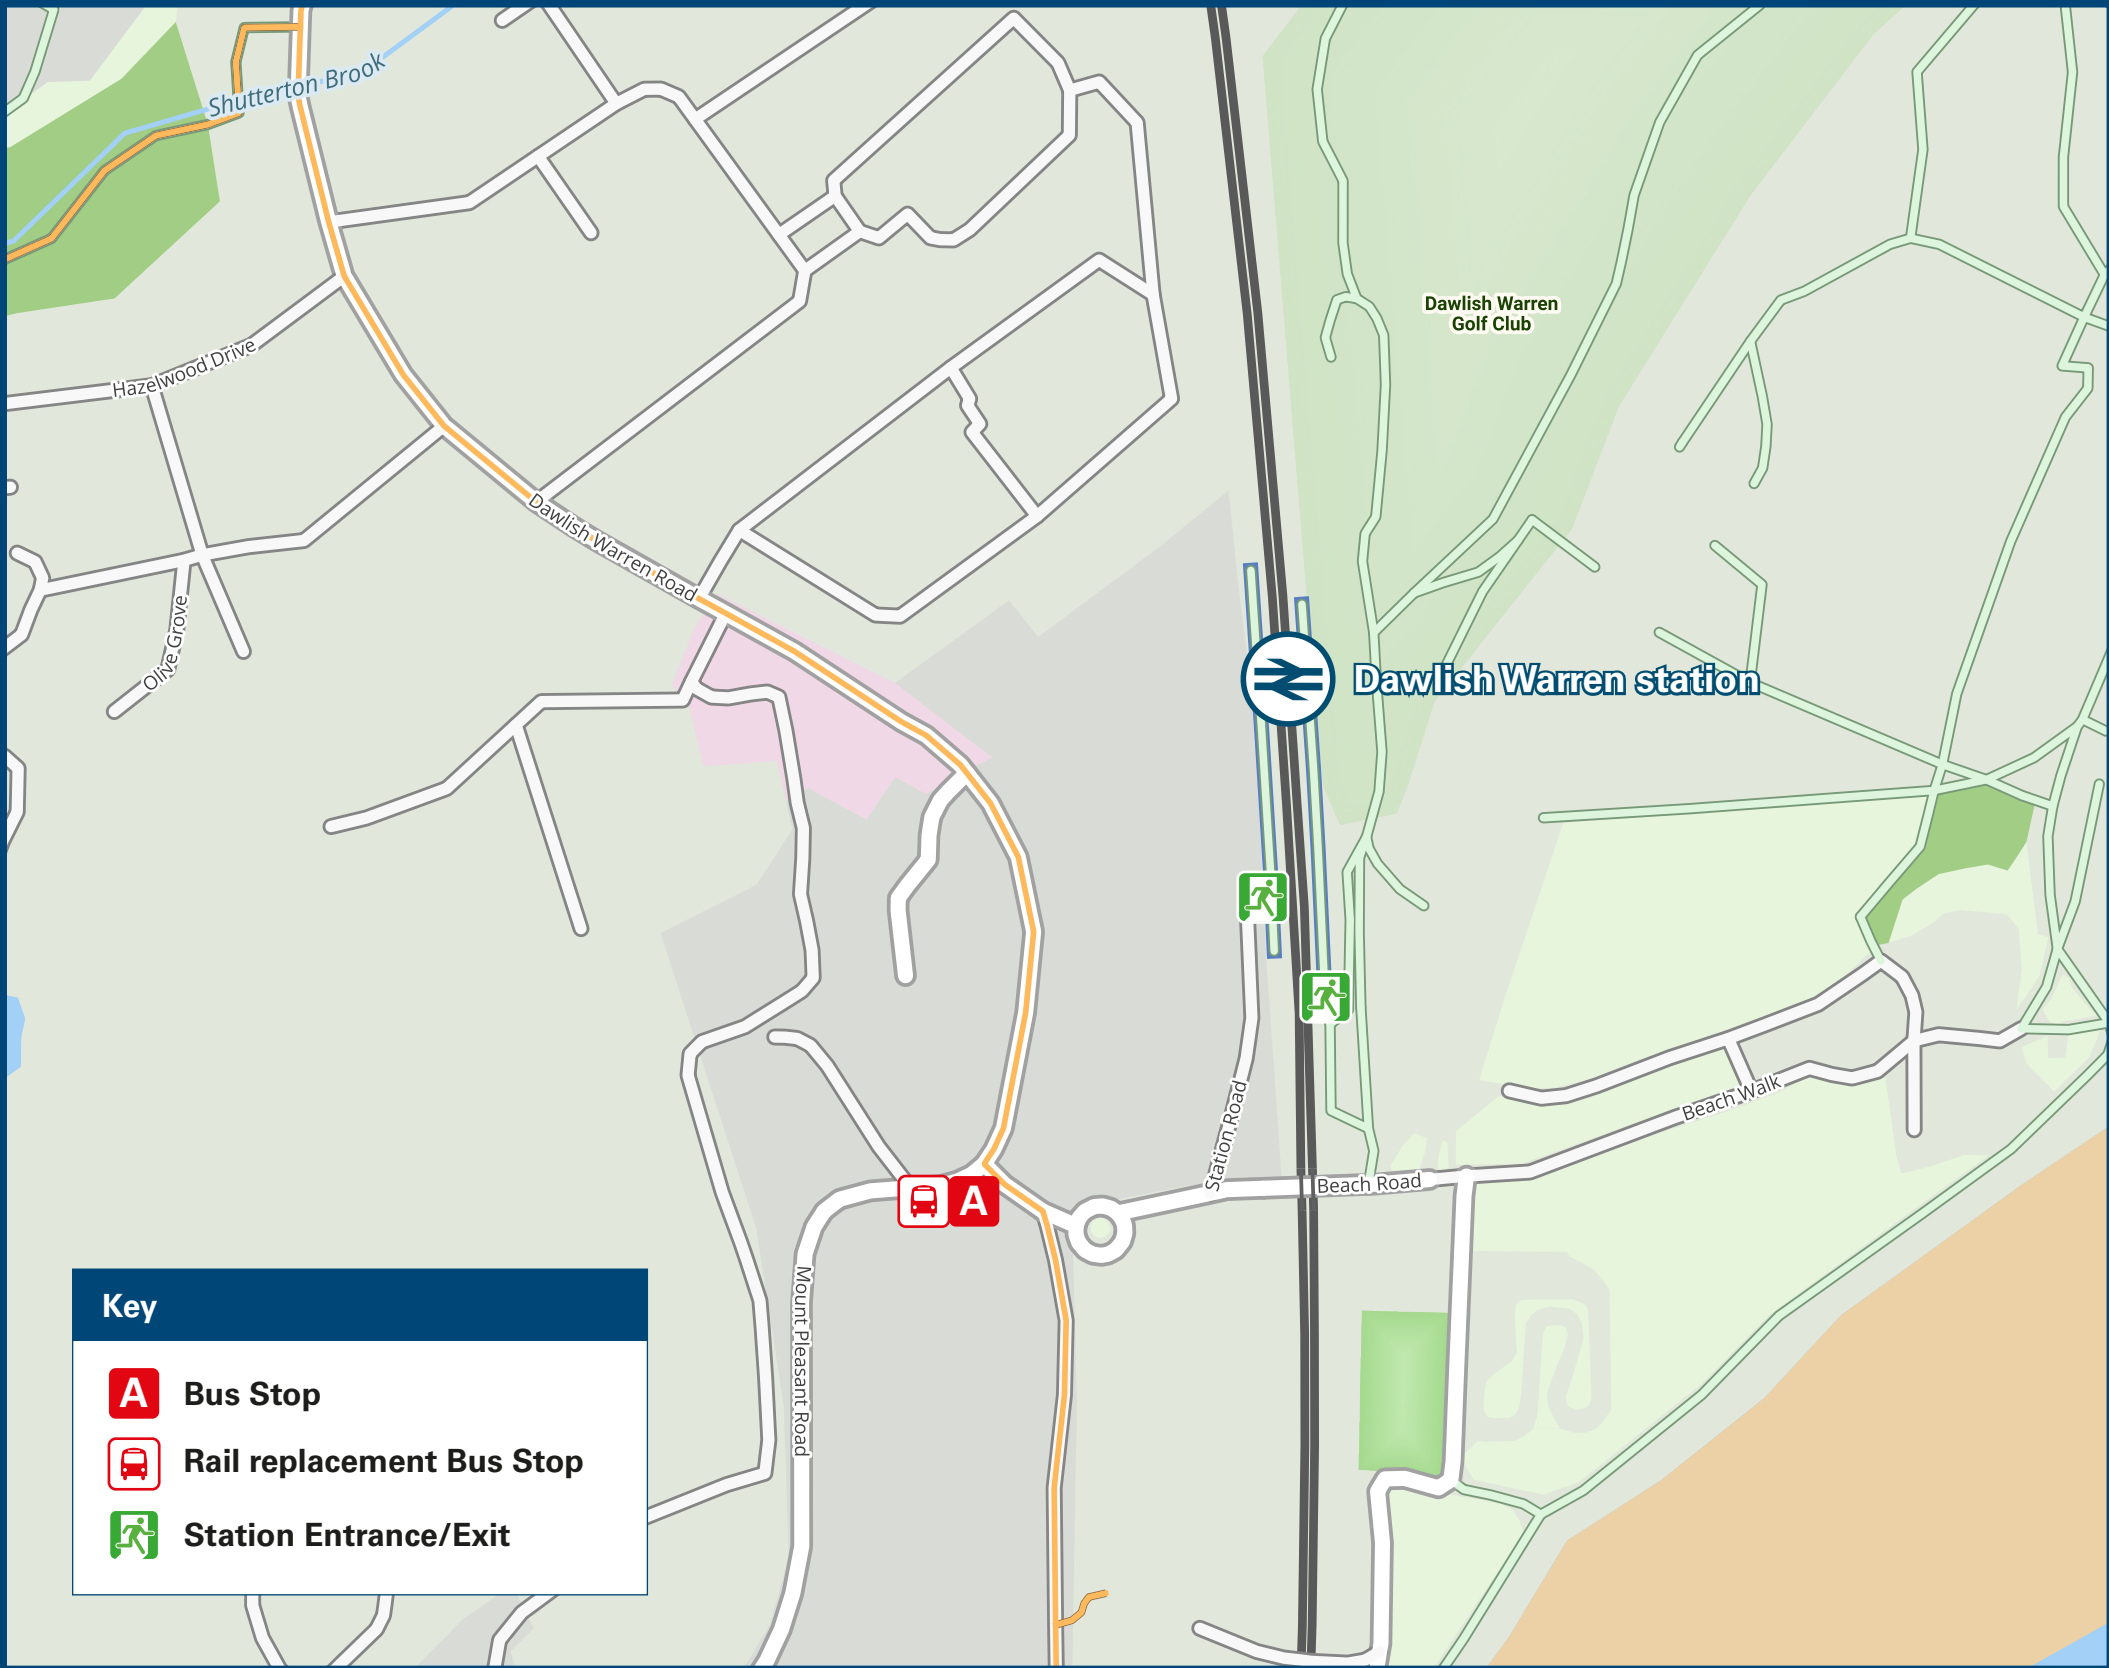 Shutterton Brook
Dawlish Warren
Golf Club
Hazelwood Drive
Dawlish Warren Road
Olive Grove
Dawlish Warren station
Station Road
Beach Walk
Beach Road
A
Mount Pleasant Road
Key
A Bus Stop
Rail replacement Bus Stop
Station Entrance/Exit